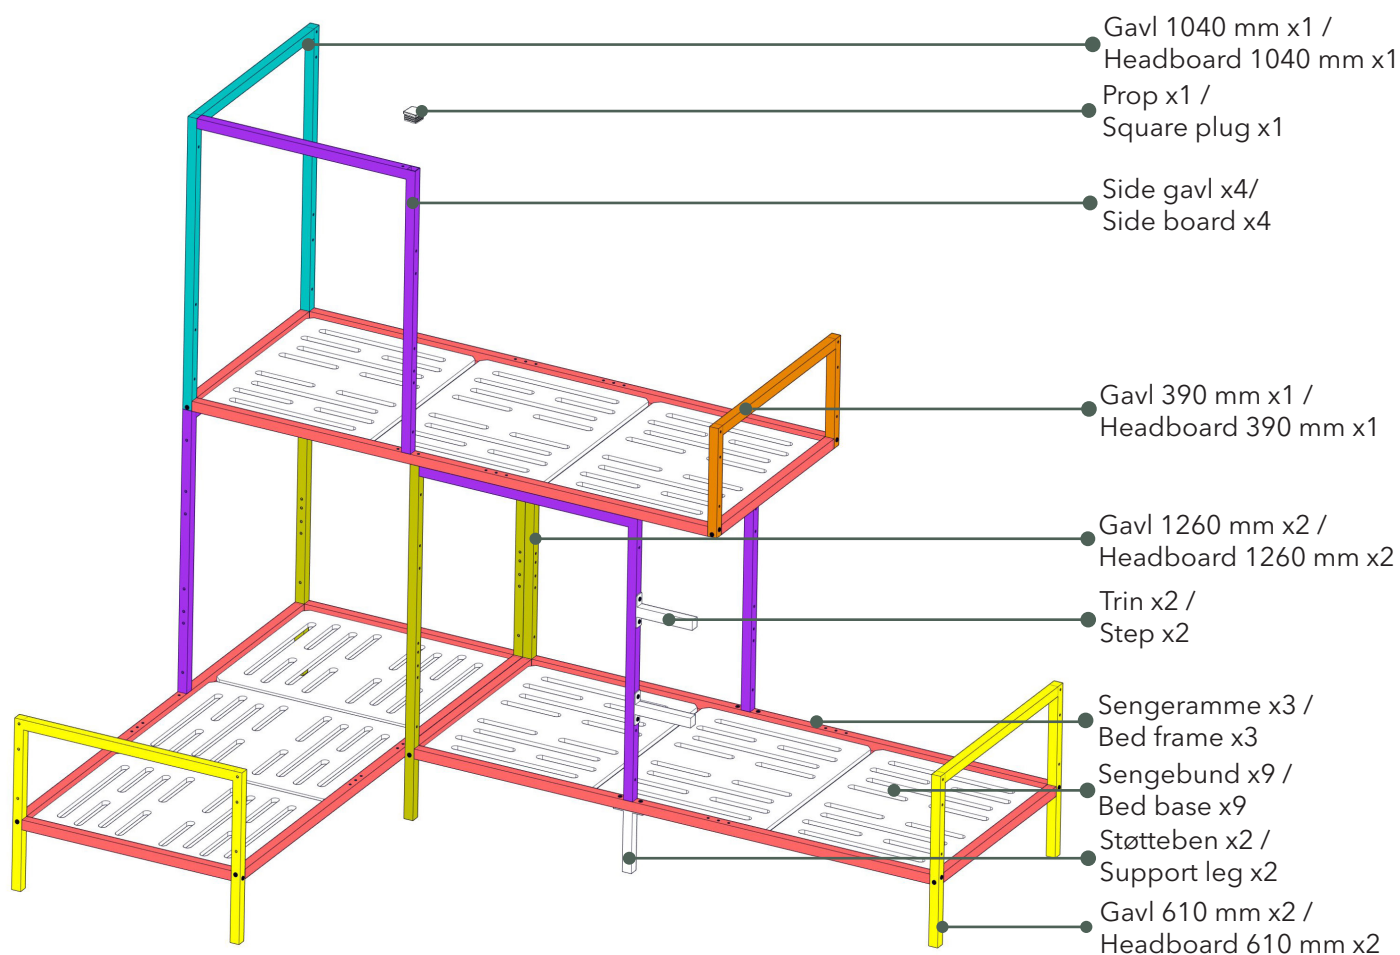 Gavl 1040 mm x1 /
Headboard 1040 mm x1
Prop x1 /
Square plug x1
Side gavl x4/
Side board x4
Gavl 390 mm x1 /
Headboard 390 mm x1
Gavl 1260 mm x2 /
Headboard 1260 mm x2
Trin x2 /
Step x2
Sengeramme x3 /
Bed frame x3
Sengebund x9 /
Bed base x9
Støtteben x2 /
Support leg x2
Gavl 610 mm x2 /
Headboard 610 mm x2